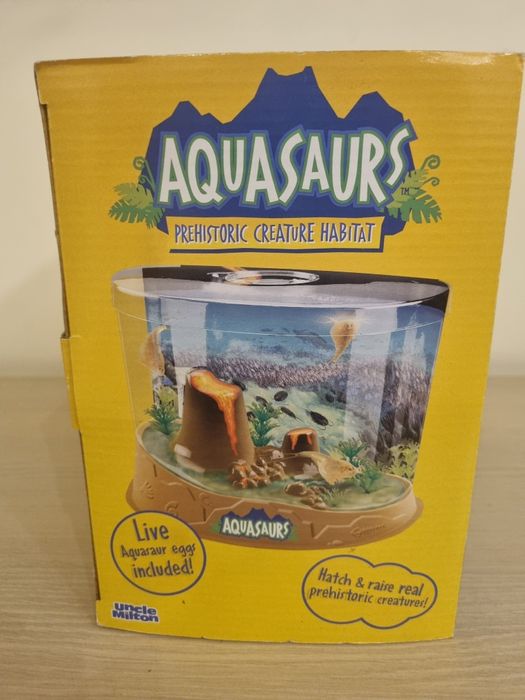 AQUASAURS
TM
PREHISTORIC CREATURE HABITAT
AQUASAURS
Live
Aquasaur eggs
included!
Hatch & raise real
prehistoric creatures!
Uncle
Milton